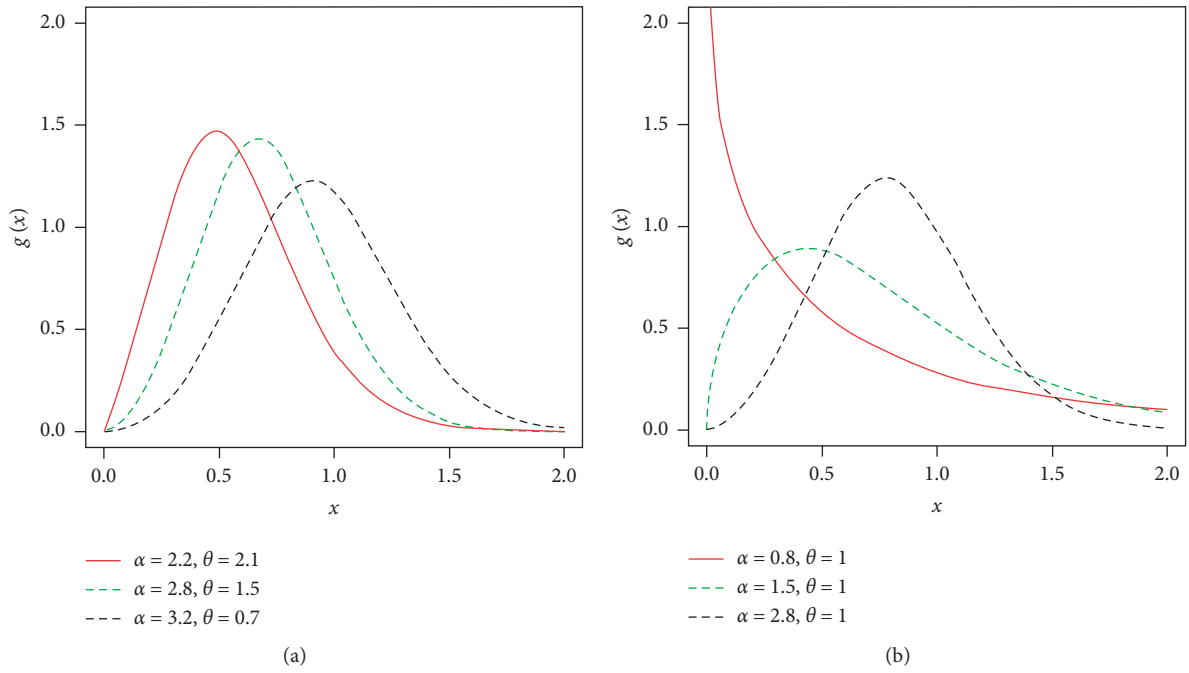 2.0
1.5
1.0
0.5
0.0
g (x)
0.0 0.5 1.0 1.5 2.0
x
α = 2.2, θ = 2.1
α = 2.8, θ = 1.5
α = 3.2, θ = 0.7
(a)
2.0
1.5
1.0
0.5
0.0
g (x)
0.0 0.5 1.0 1.5 2.0
x
α = 0.8, θ = 1
α = 1.5, θ = 1
α = 2.8, θ = 1
(b)